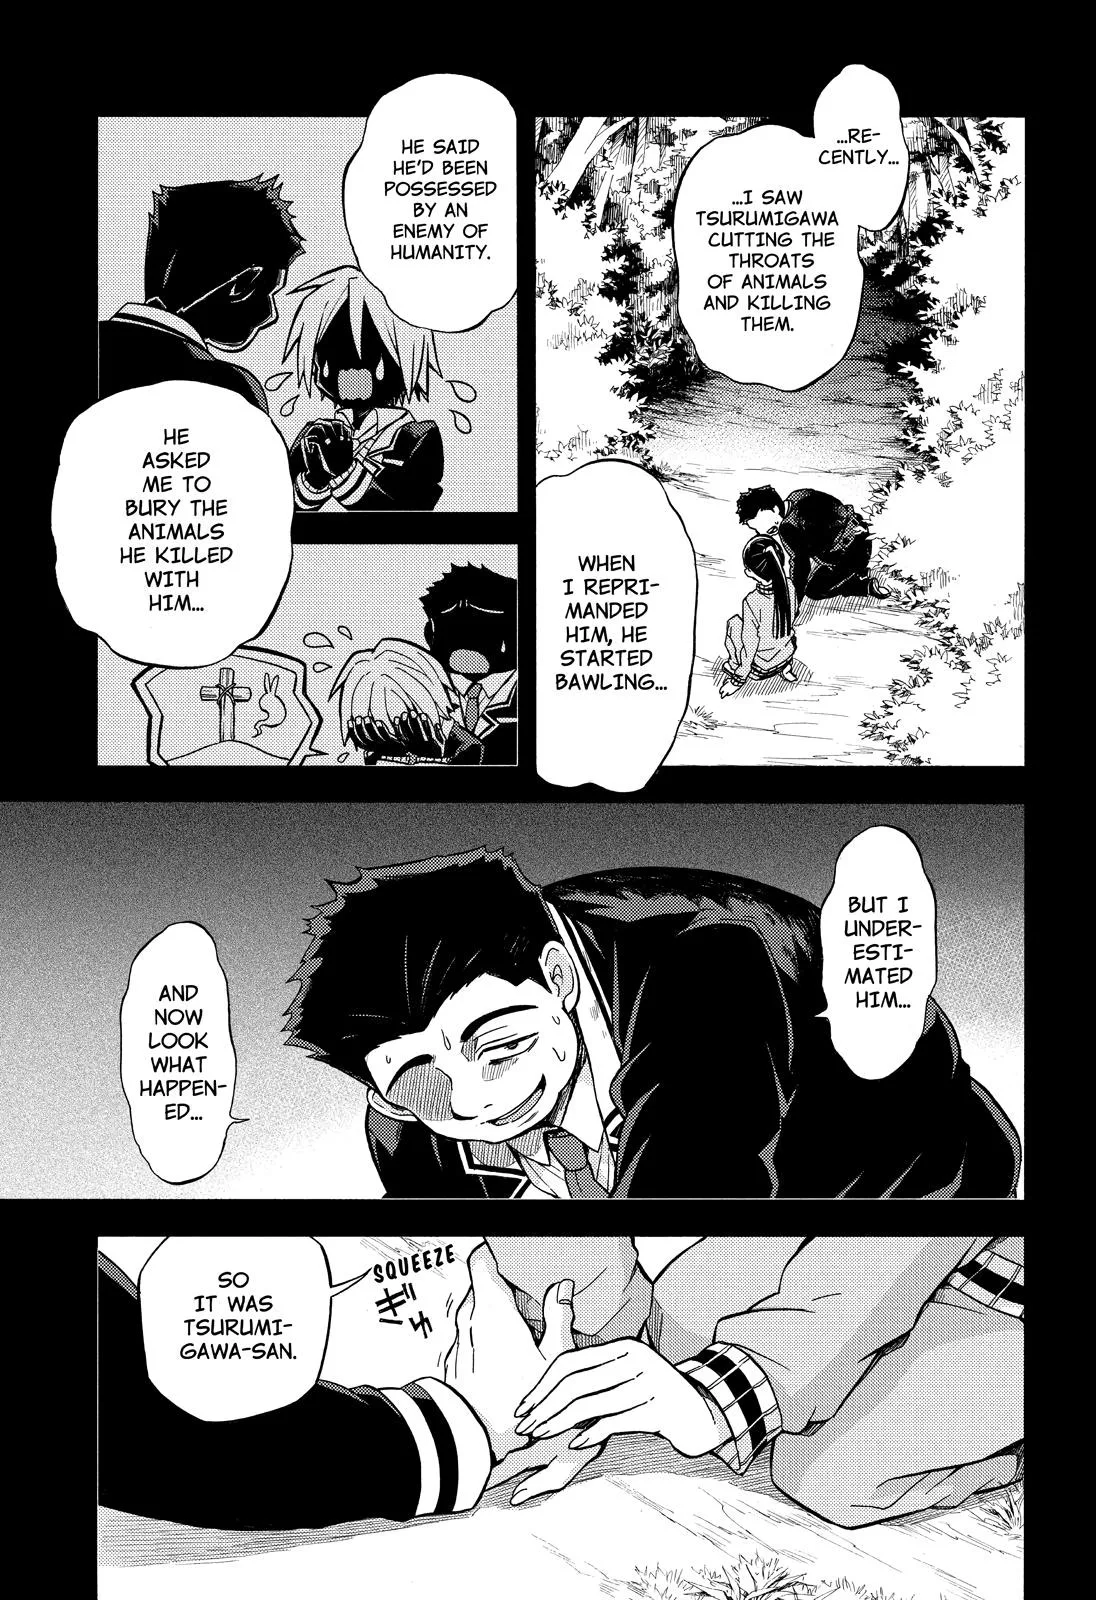 ...RE-
CENTLY...
...I SAW
TSURUMIGAWA
CUTTING THE
THROATS
OF ANIMALS
AND KILLING
THEM.
WHEN
I REPRI-
MANDED
HIM, HE
STARTED
BAWLING...
HE SAID
HE'D BEEN
POSSESSED
BY AN
ENEMY OF
HUMANITY.
HE
ASKED
ME TO
BURY THE
ANIMALS
HE KILLED
WITH
HIM...
BUT I
UNDER-
ESTI-
MATED
HIM...
AND
NOW
LOOK
WHAT
HAPPEN-
ED...
SO
IT WAS
TSURUMI-
GAWA-SAN.
SQUEEZE
ギキ